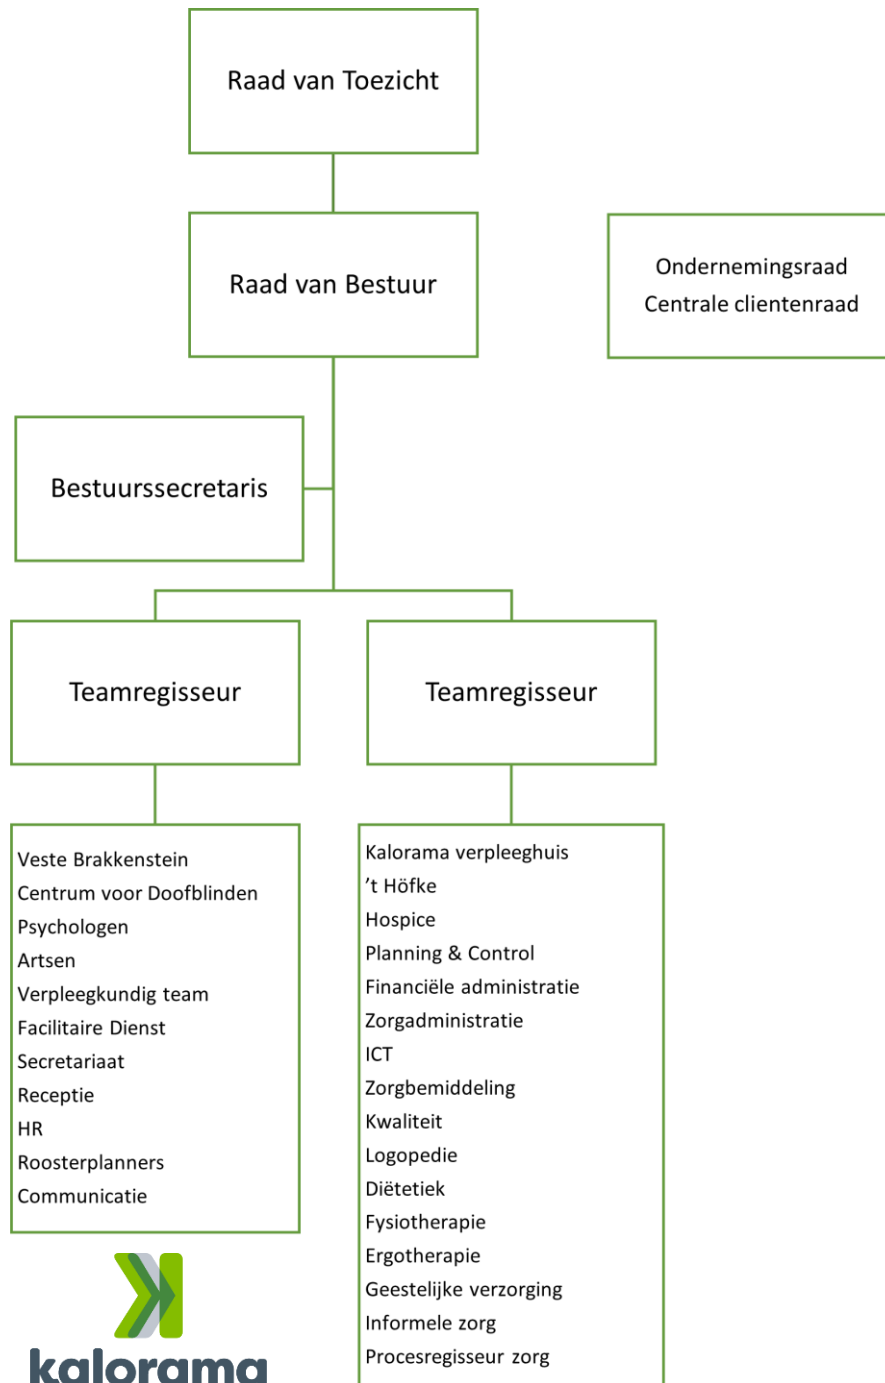 Raad van Toezicht
Raad van Bestuur
Ondernemingsraad
Centrale clientenraad
Bestuurssecretaris
Teamregisseur
Teamregisseur
Veste Brakkenstein
Centrum voor Doofblinden
Psychologen
Artsen
Verpleegkundig team
Facilitaire Dienst
Secretariaat
Receptie
HR
Roosterplanners
Communicatie
Kalorama verpleeghuis
’t Höfke
Hospice
Planning & Control
Financiële administratie
Zorgadministratie
ICT
Zorgbemiddeling
Kwaliteit
Logopedie
Diëtetiek
Fysiotherapie
Ergotherapie
Geestelijke verzorging
Informele zorg
Procesregisseur zorg
kalorama